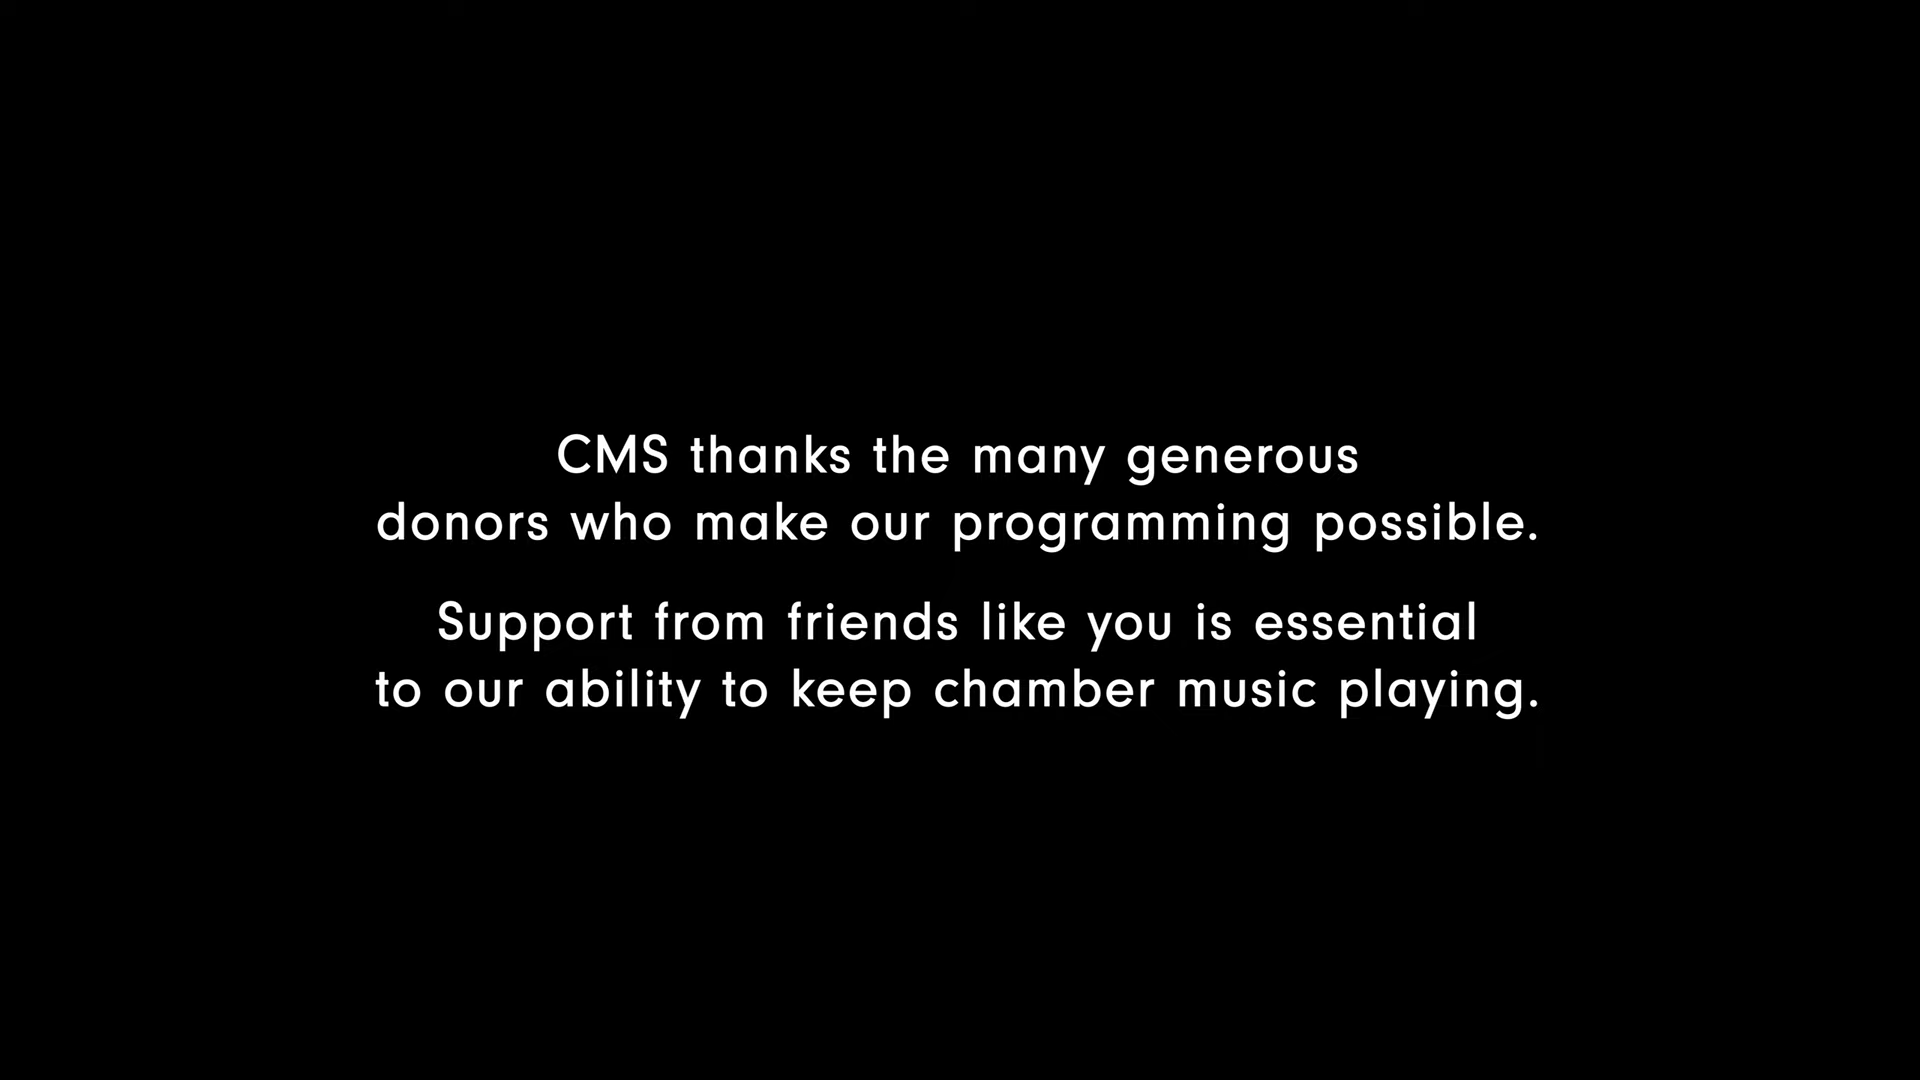 CMS thanks the many generous
donors who make our programming possible.
Support from friends like you is essential
to our ability to keep chamber music playing.